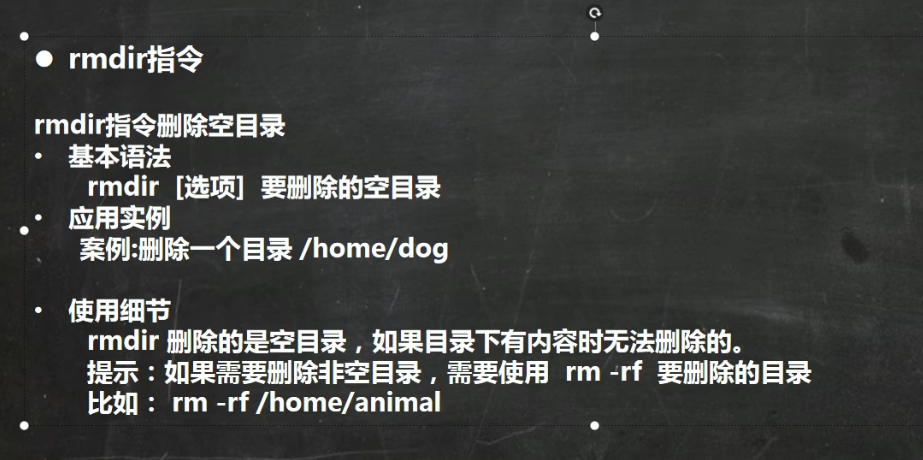 ● rmdir指令
rmdir指令删除空目录
• 基本语法
rmdir [选项] 要删除的空目录
• 应用实例
案例:删除一个目录 /home/dog
• 使用细节
rmdir 删除的是空目录，如果目录下有内容时无法删除的。
提示：如果需要删除非空目录，需要使用 rm -rf 要删除的目录
比如： rm -rf /home/animal